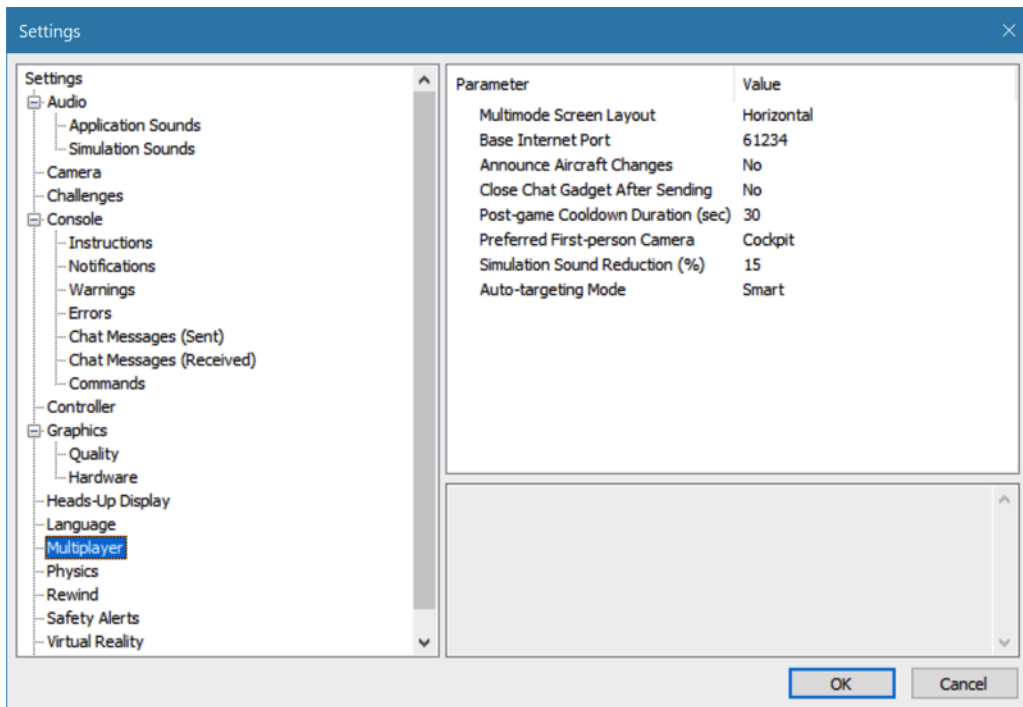 Settings
Settings
Audio
Application Sounds
Simulation Sounds
Camera
Challenges
Console
Instructions
Notifications
Warnings
Errors
Chat Messages (Sent)
Chat Messages (Received)
Commands
Controller
Graphics
Quality
Hardware
Heads-Up Display
Language
Multiplayer
Physics
Rewind
Safety Alerts
Virtual Reality
Parameter Value
Multimode Screen Layout Horizontal
Base Internet Port 61234
Announce Aircraft Changes No
Close Chat Gadget After Sending No
Post-game Cooldown Duration (sec) 30
Preferred First-person Camera Cockpit
Simulation Sound Reduction (%) 15
Auto-targeting Mode Smart
OK Cancel